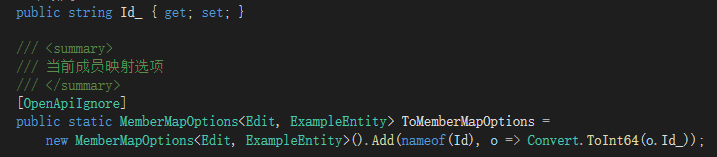 public string Id_ { get; set; }
/// <summary>
/// 当前成员映射选项
/// </summary>
[OpenApiIgnore]
public static MemberMapOptions<Edit, ExampleEntity> ToMemberMapOptions =
new MemberMapOptions<Edit, ExampleEntity>().Add(nameof(Id), o => Convert.ToInt64(o.Id_));